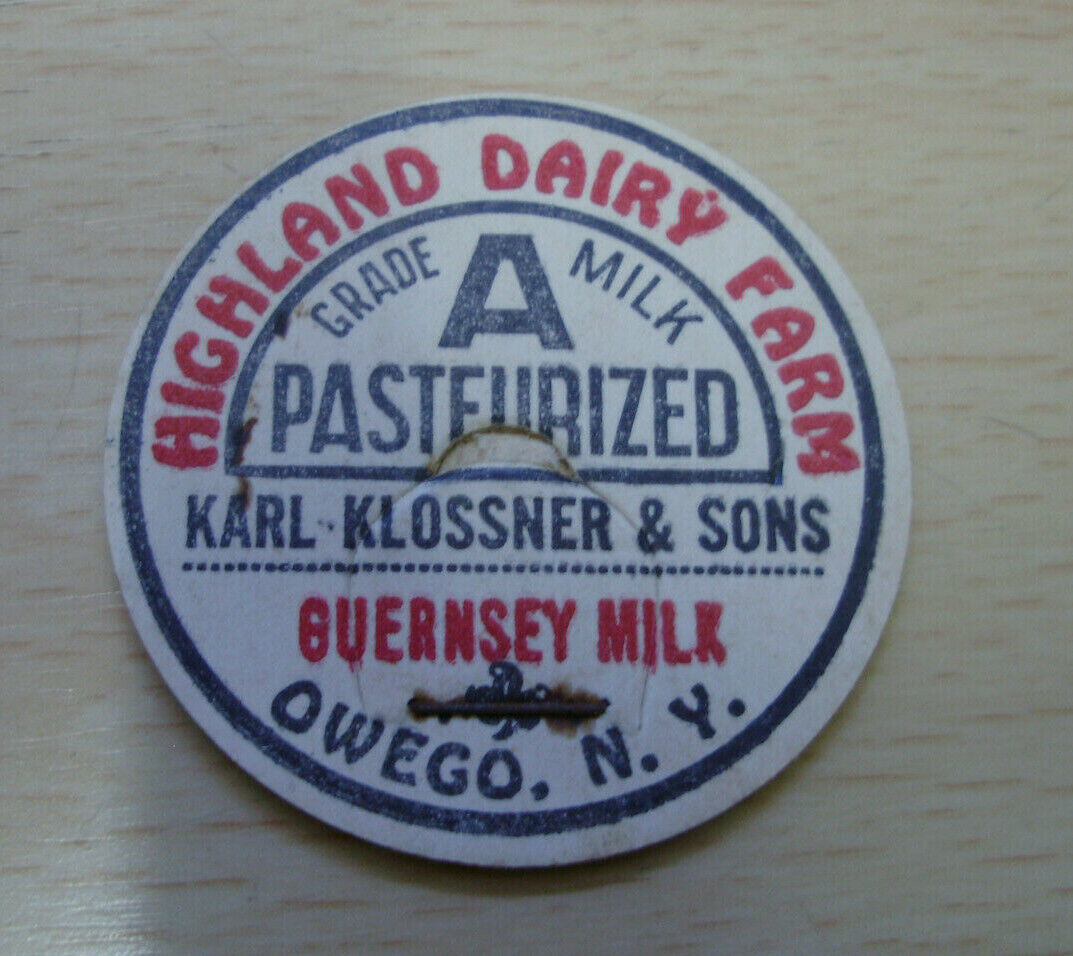 HIGHLAND DAIRY FARM
GRADE A MILK
PASTEURIZED
KARL KLOSSNER & SONS
GUERNSEY MILK
OWEGO, N. Y.